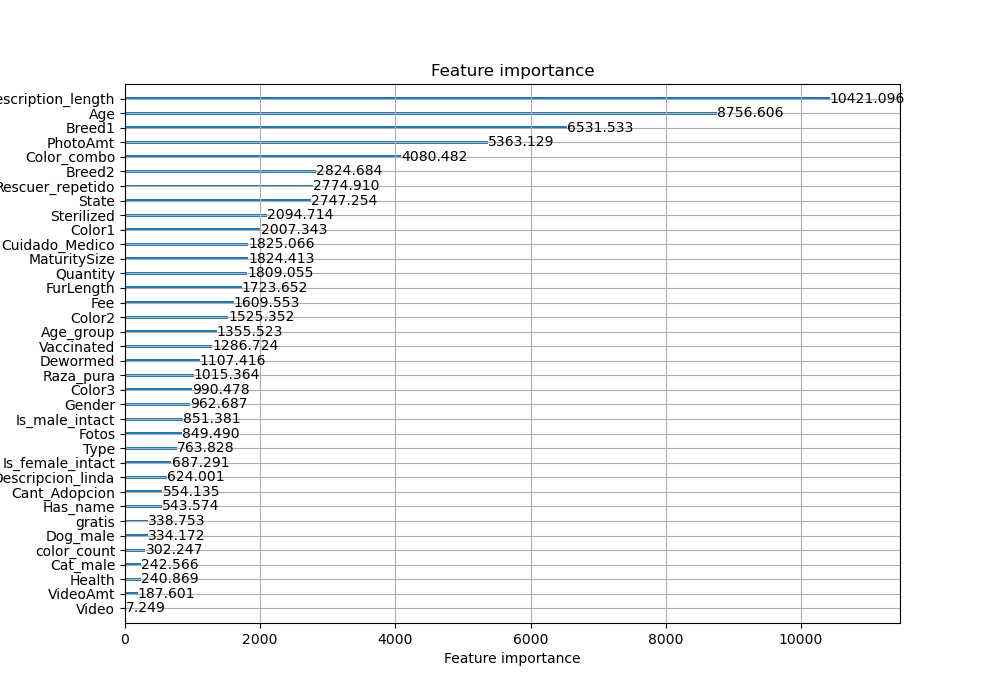 Feature importance
escription_length 10421.096
Age 8756.606
Breed1 6531.533
PhotoAmt 5363.129
Color_combo 4080.482
Breed2 2824.684
Rescuer_repetido 2774.910
State 2747.254
Sterilized 2094.714
Color1 2007.343
Cuidado_Medico 1825.066
MaturitySize 1824.413
Quantity 1809.055
FurLength 1723.652
Fee 1609.553
Color2 1525.352
Age_group 1355.523
Vaccinated 1286.724
Dewormed 1107.416
Raza_pura 1015.364
Color3 990.478
Gender 962.687
Is_male_intact 851.381
Fotos 849.490
Type 763.828
Is_female_intact 687.291
Descripcion_linda 624.001
Cant_Adopcion 554.135
Has_name 543.574
gratis 338.753
Dog_male 334.172
color_count 302.247
Cat_male 242.566
Health 240.869
VideoAmt 187.601
Video 7.249
0 2000 4000 6000 8000 10000
Feature importance